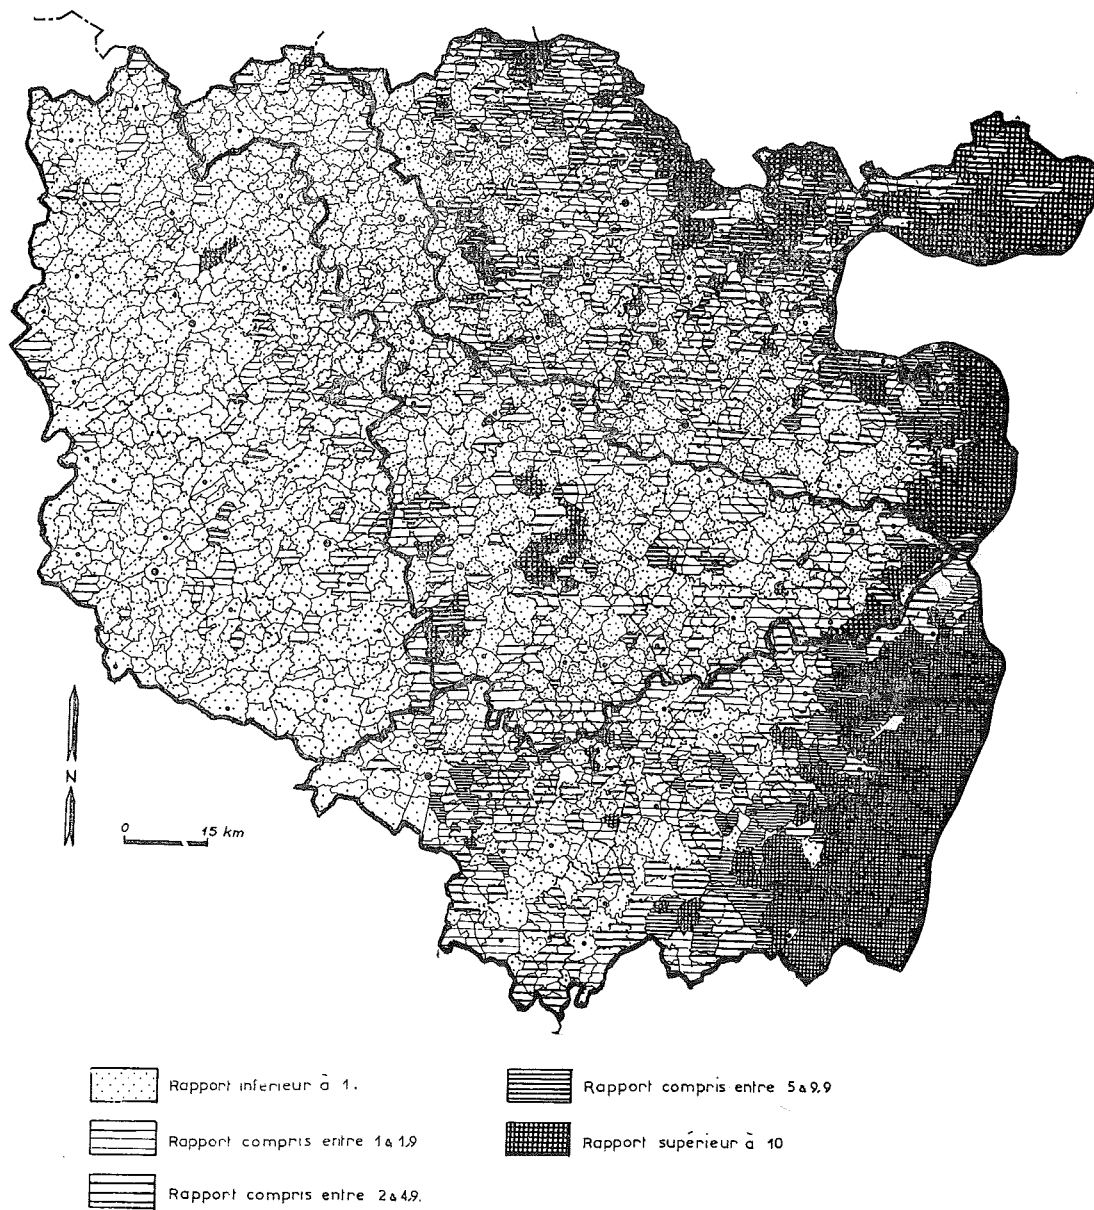 N
0 15 km
Rapport inférieur à 1.
Rapport compris entre 1 à 1,9
Rapport compris entre 2 à 4,9.
Rapport compris entre 5 à 9,9
Rapport supérieur à 10